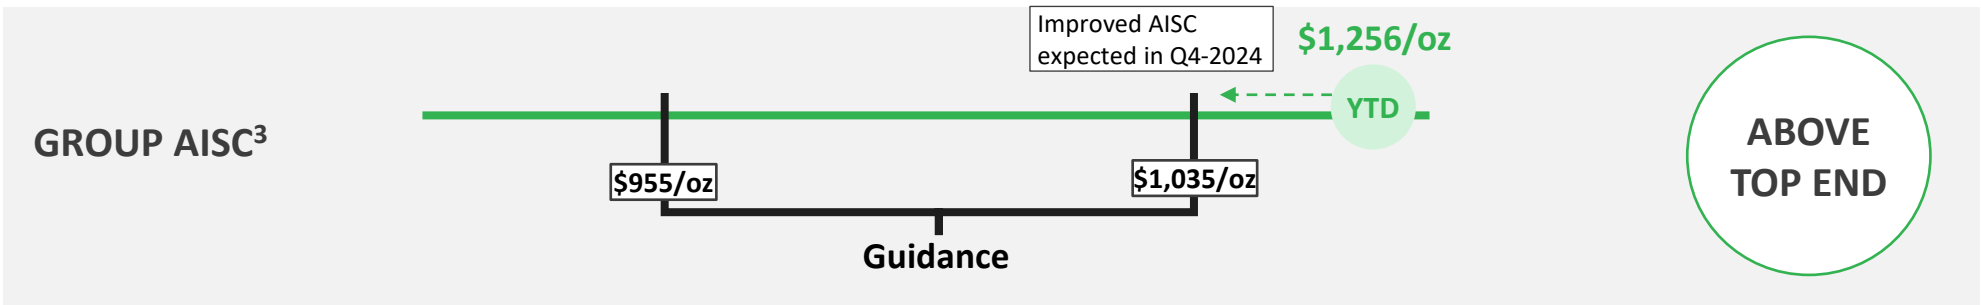 Improved AISC
expected in Q4-2024
$1,256/oz
YTD
GROUP AISC³
$955/oz
$1,035/oz
Guidance
ABOVE
TOP END